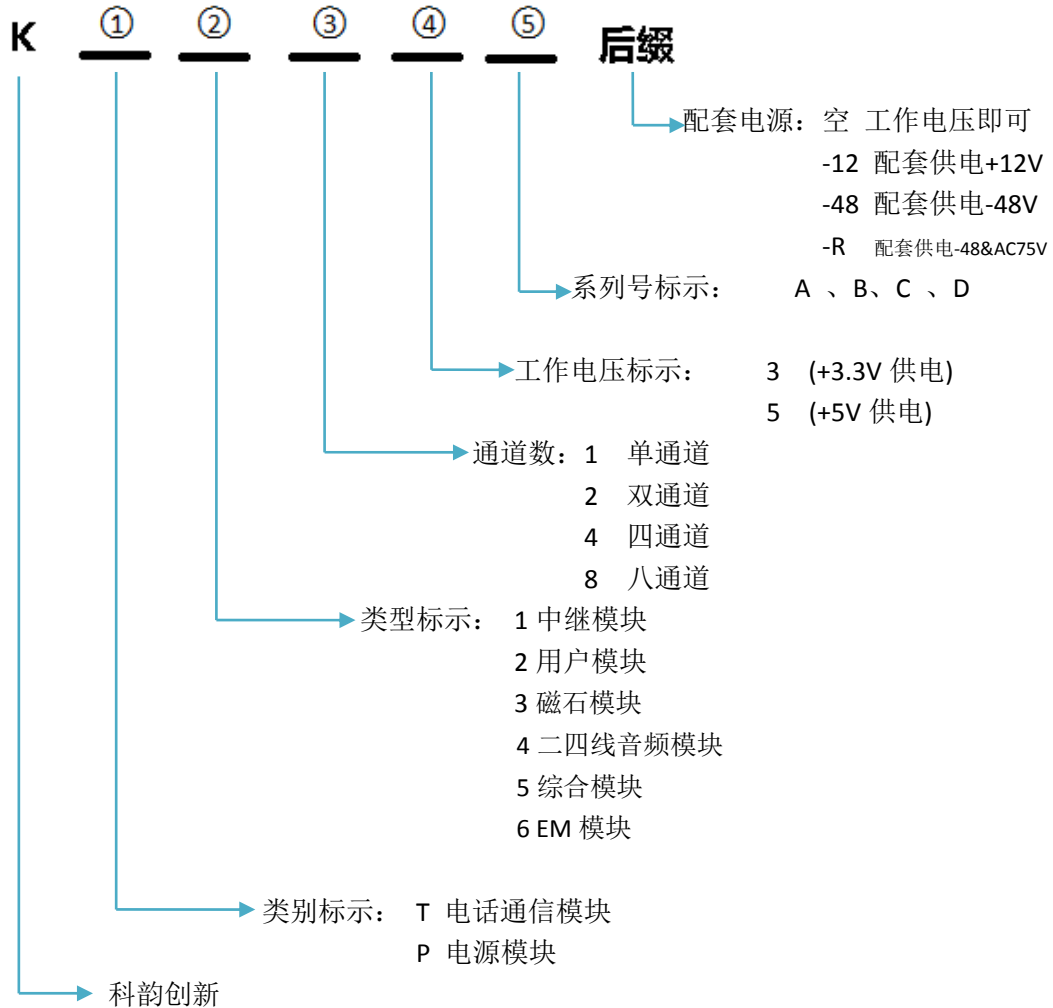 K ① ② ③ ④ ⑤ 后缀
配套电源：空 工作电压即可
-12 配套供电+12V
-48 配套供电-48V
-R 配套供电-48&AC75V
系列号标示： A 、B、C 、D
工作电压标示： 3 (+3.3V 供电)
5 (+5V 供电)
通道数：1 单通道
2 双通道
4 四通道
8 八通道
类型标示： 1 中继模块
2 用户模块
3 磁石模块
4 二四线音频模块
5 综合模块
6 EM 模块
类别标示： T 电话通信模块
P 电源模块
科韵创新